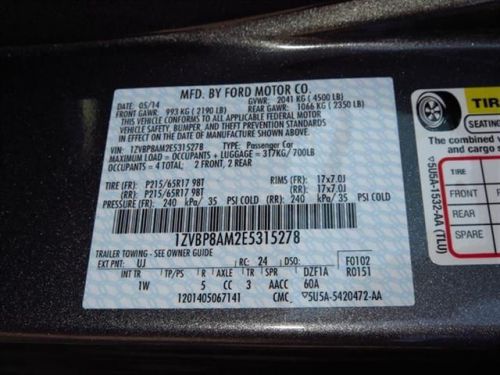 MFD. BY FORD MOTOR CO.
DATE: 05/14 GVWR: 2041 KG ( 4500 LB)
FRONT GAWR: 993 KG ( 2190 LB) REAR GAWR: 1066 KG ( 2350 LB)
THIS VEHICLE CONFORMS TO ALL APPLICABLE FEDERAL MOTOR
VEHICLE SAFETY, BUMPER, AND THEFT PREVENTION STANDARDS
IN EFFECT ON THE DATE OF MANUFACTURE SHOWN ABOVE.
VIN: 1ZVBP8AM2E5315278 TYPE: Passenger Car
MAXIMUM LOAD = OCCUPANTS + LUGGAGE = 317KG/ 700LB
OCCUPANTS = 4 TOTAL, 2 FRONT, 2 REAR
TIRE (FR): P215/65R17 98T RIMS (FR): 17x7.0J
TIRE (RR): P215/65R17 98T RIMS (RR): 17x7.0J
PRESSURE (FR): 240 kPa/ 35 PSI COLD (RR): 240 kPa/ 35 PSI COLD
1ZVBP8AM2E5315278
TRAILER TOWING - SEE OWNER GUIDE
EXT PNT: UJ RC: 24 DSO: F0102
INT TR TP/PS R AXLE TR SPR DZF1A R0151
1W 5 CC 3 AACC 60A
1201405067141 CMC ▽5U5A-5420472-AA
TIR
SEATING
The combined
and cargo s
TIRE
FRONT
REAR
SPARE
▽5U5A-1532-AA (TLU)